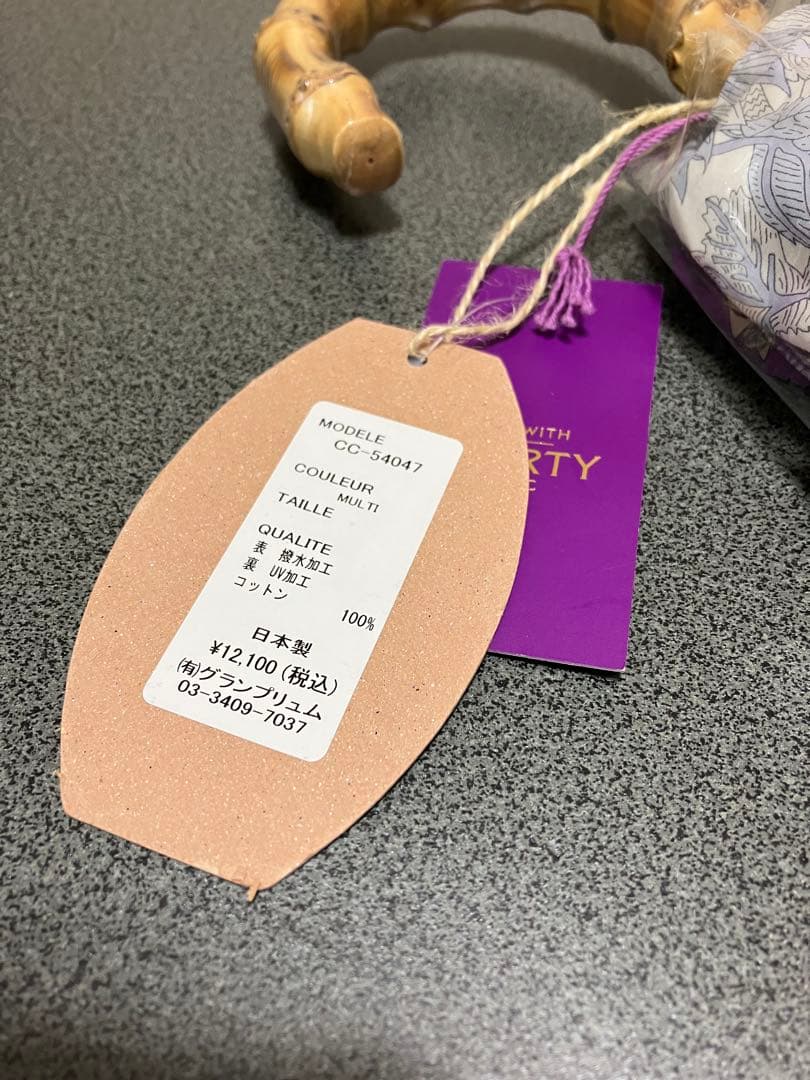 MODELE
CC-54047
COULEUR
MULTI
TAILLE
QUALITE
表 撥水加工
裏 UV加工
コットン
100%
日本製
¥12,100(税込)
(有)グランプリュム
03-3409-7037
WITH
RTY
C